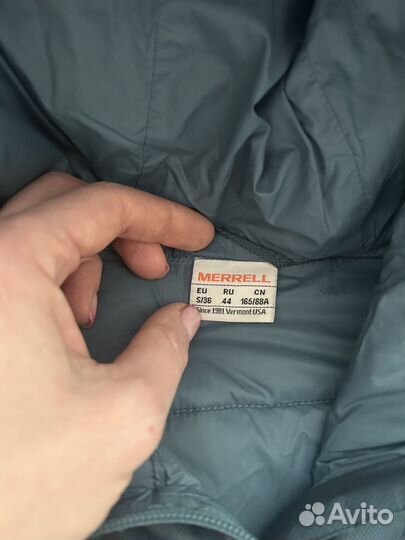 MERRELL
EU RU CN
S/36 44 165/88A
Since 1981 Vermont USA
Avito